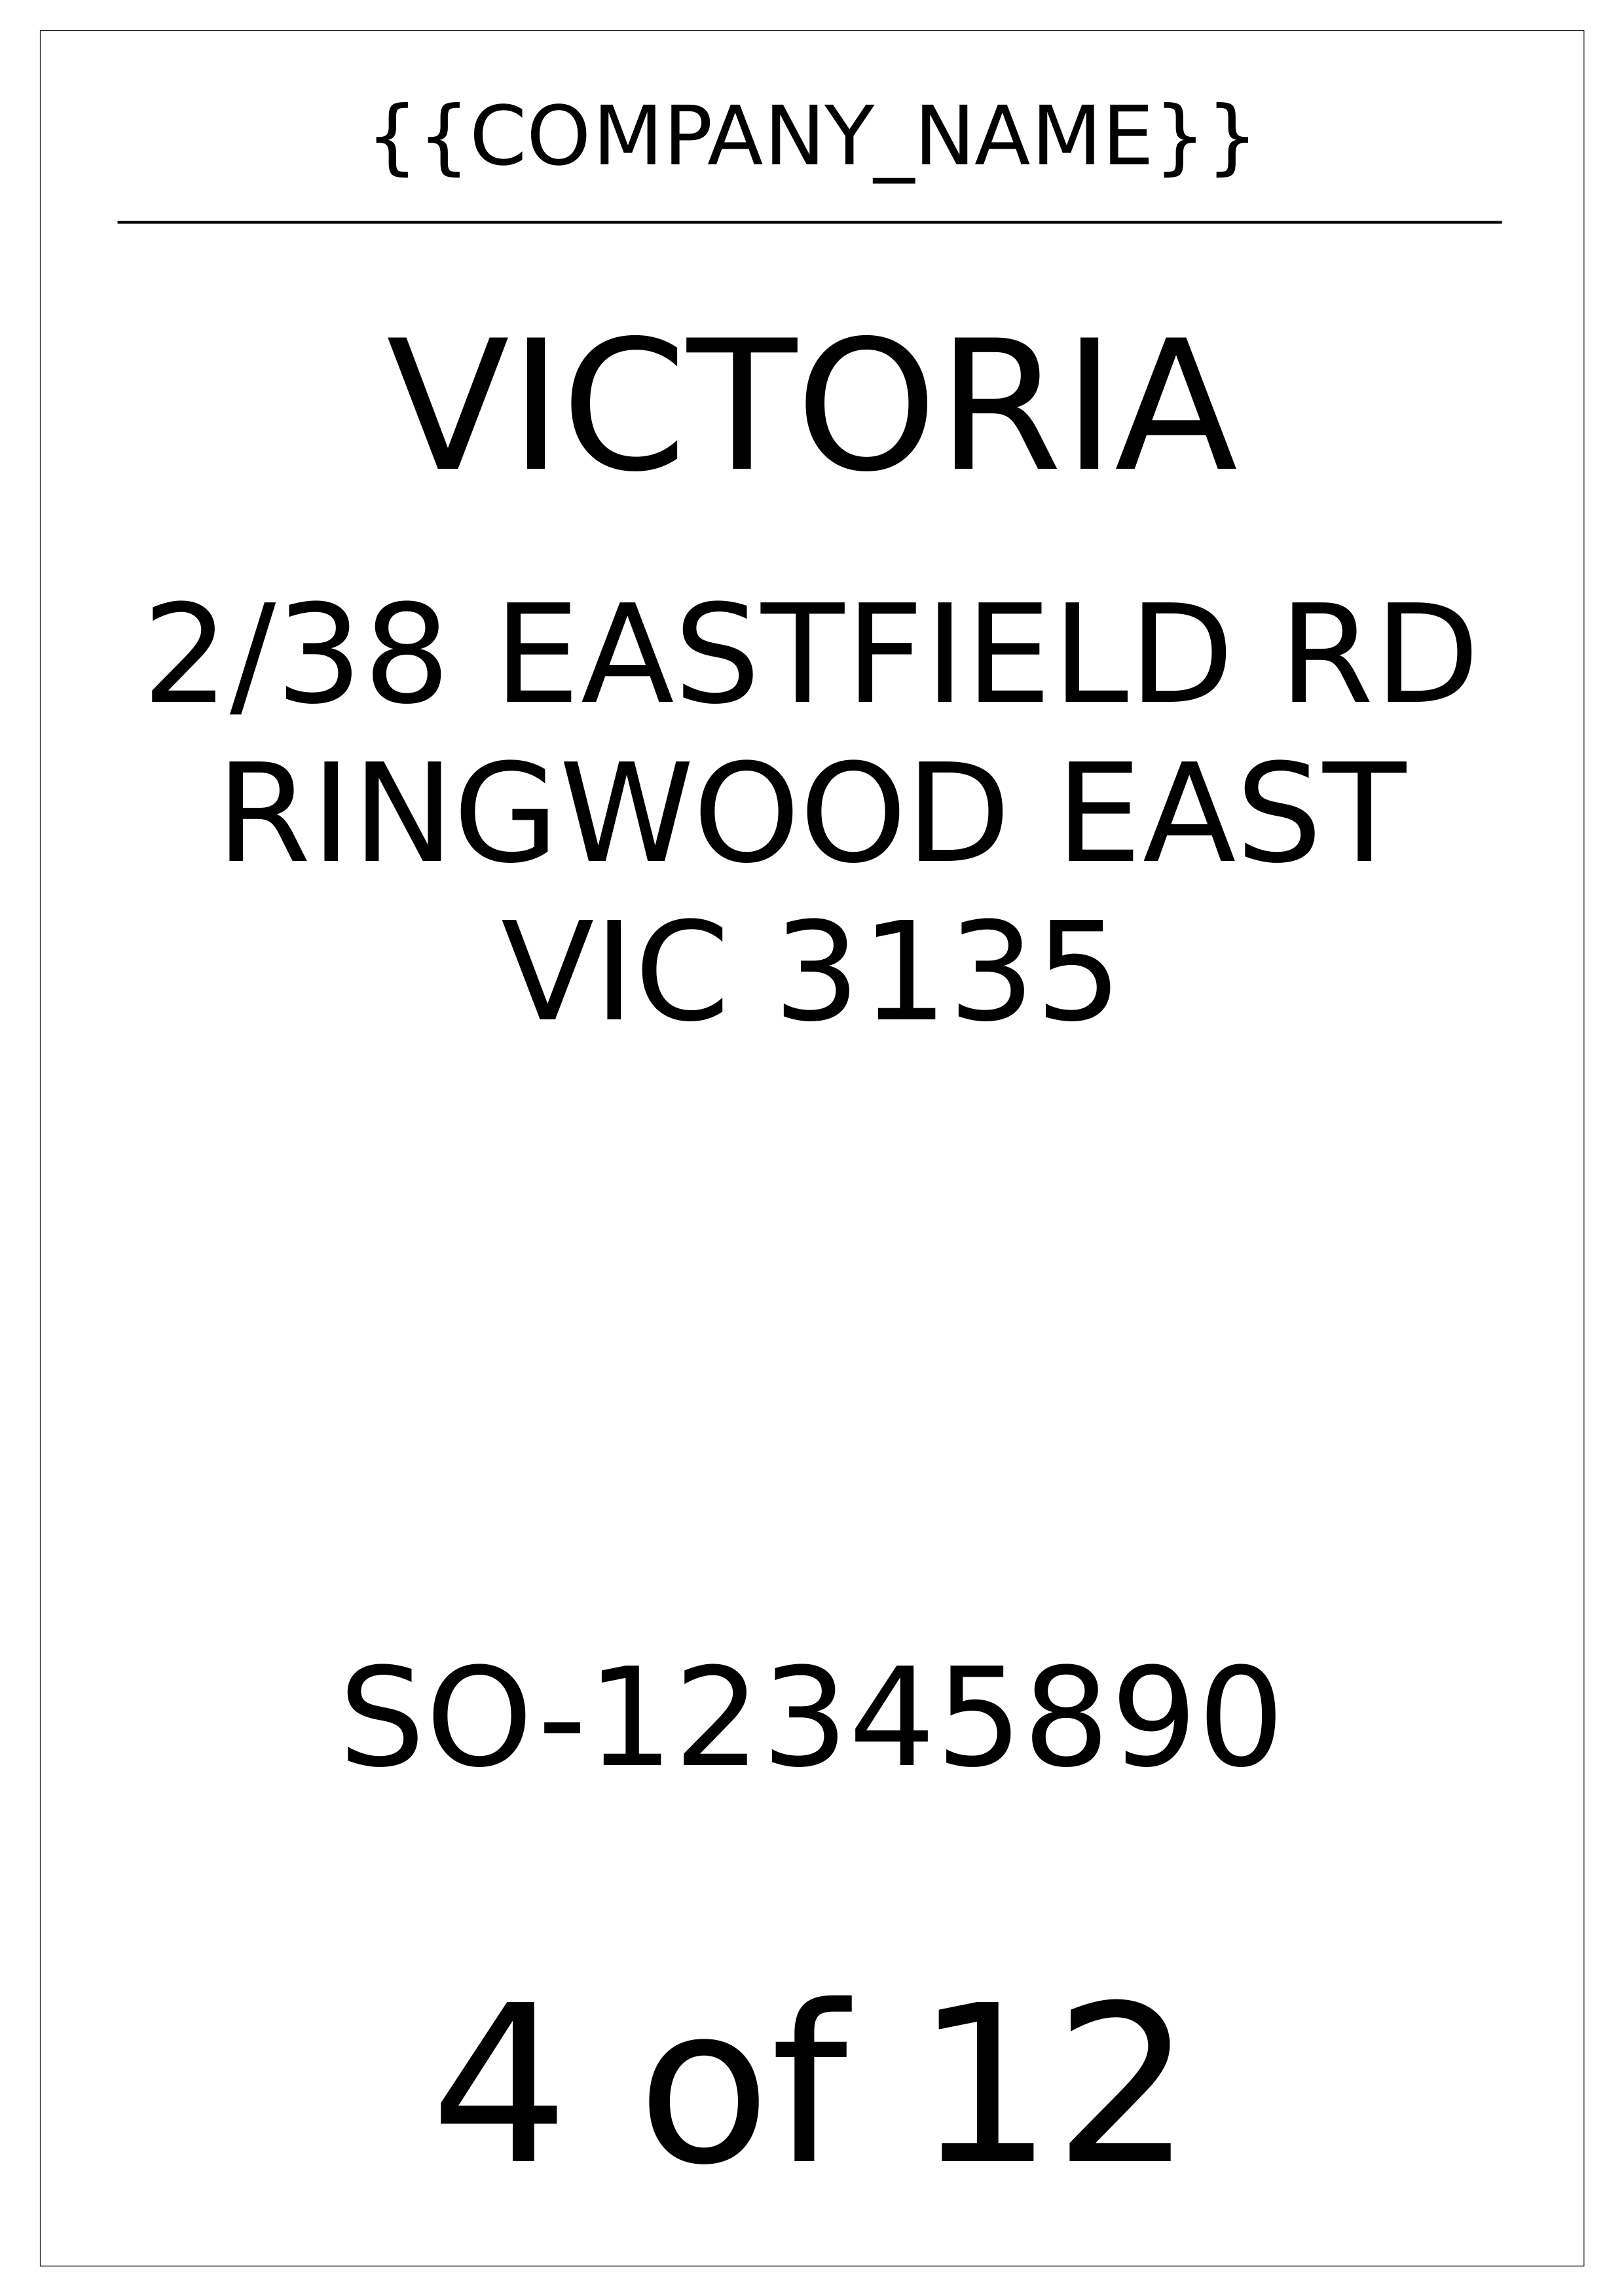 {{COMPANY_NAME}}
VICTORIA
2/38 EASTFIELD RD
RINGWOOD EAST
VIC 3135
SO-12345890
4 of 12